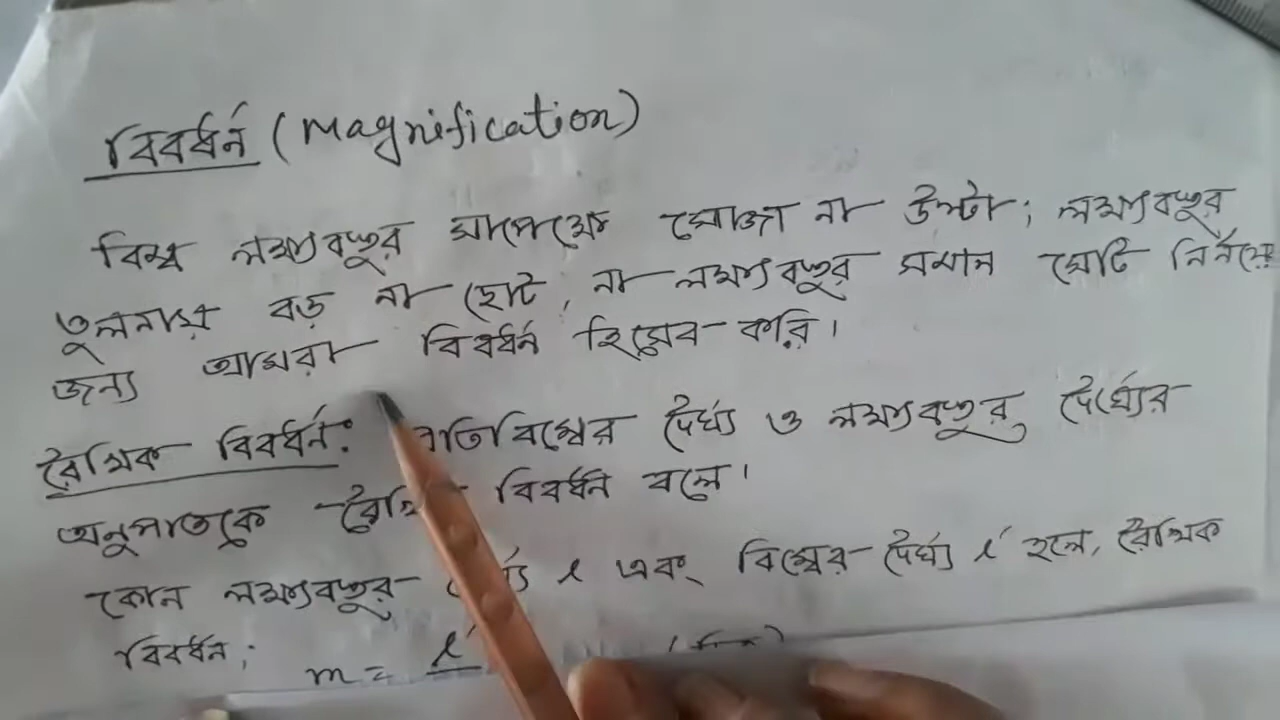 বিবর্ধন (Magnification)
বিম্ব লক্ষ্যবস্তুর সাপেক্ষে সোজা না উল্টা; লক্ষ্যবস্তুর
তুলনায় বড় না ছোট, না লক্ষ্যবস্তুর সমান সেটি নির্ণয়ের
জন্য আমরা বিবর্ধন হিসেব করি।
রৈখিক বিবর্ধন: দৈর্ঘ্য ও লক্ষ্যবস্তুর দৈর্ঘ্যের
অনুপাতকে বিবর্ধন বলে।
কোন লক্ষ্যবস্তুর l এবং বিম্বের দৈর্ঘ্য l′ হলে, রৈখিক
বিবর্ধন; m = l′